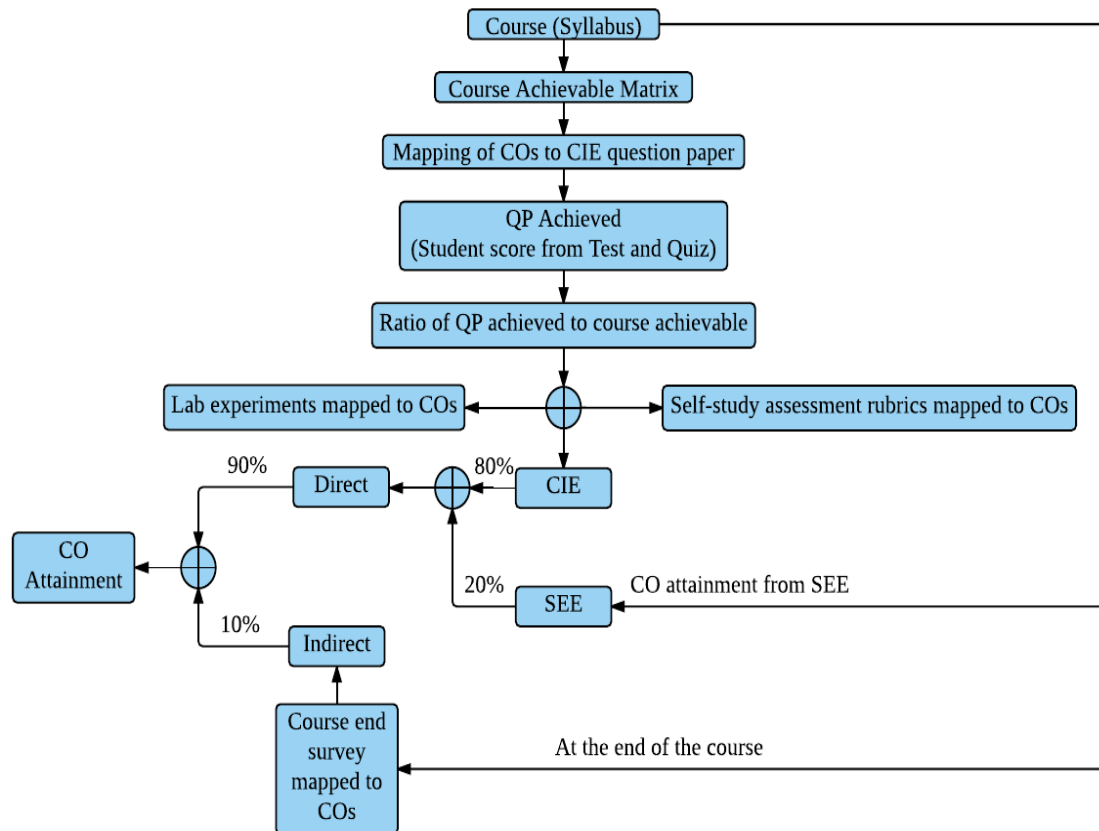 Course (Syllabus)
Course Achievable Matrix
Mapping of COs to CIE question paper
QP Achieved
(Student score from Test and Quiz)
Ratio of QP achieved to course achievable
Lab experiments mapped to COs
Self-study assessment rubrics mapped to COs
90%
Direct
80%
CIE
CO
Attainment
20%
SEE
CO attainment from SEE
10%
Indirect
Course end
survey
mapped to
COs
At the end of the course